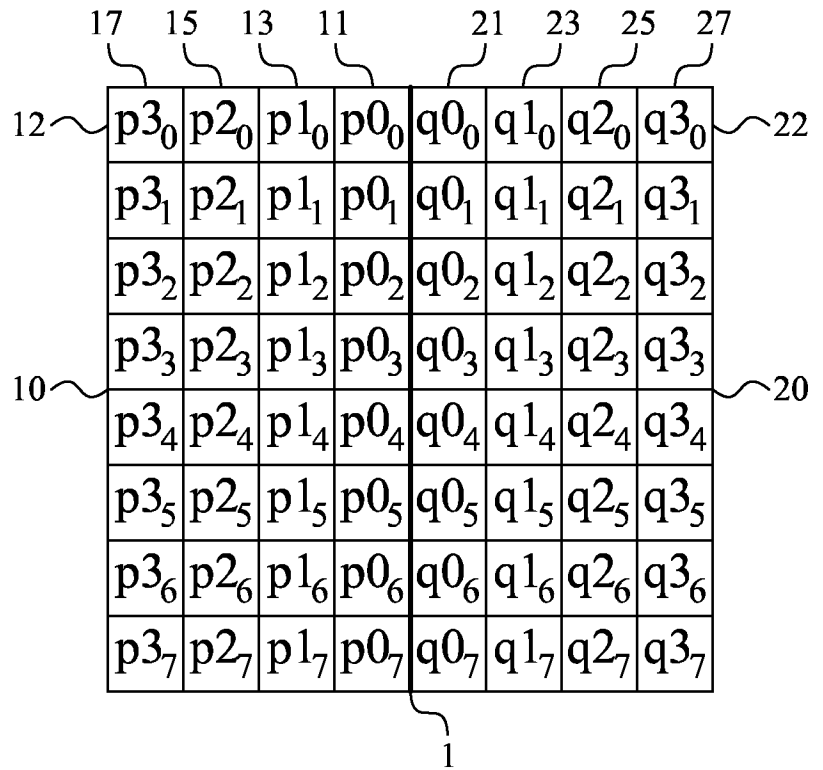 17 15 13 11 21 23 25 27
12 p3₀ p2₀ p1₀ p0₀ q0₀ q1₀ q2₀ q3₀ 22
p3₁ p2₁ p1₁ p0₁ q0₁ q1₁ q2₁ q3₁
p3₂ p2₂ p1₂ p0₂ q0₂ q1₂ q2₂ q3₂
p3₃ p2₃ p1₃ p0₃ q0₃ q1₃ q2₃ q3₃
10 20
p3₄ p2₄ p1₄ p0₄ q0₄ q1₄ q2₄ q3₄
p3₅ p2₅ p1₅ p0₅ q0₅ q1₅ q2₅ q3₅
p3₆ p2₆ p1₆ p0₆ q0₆ q1₆ q2₆ q3₆
p3₇ p2₇ p1₇ p0₇ q0₇ q1₇ q2₇ q3₇
1